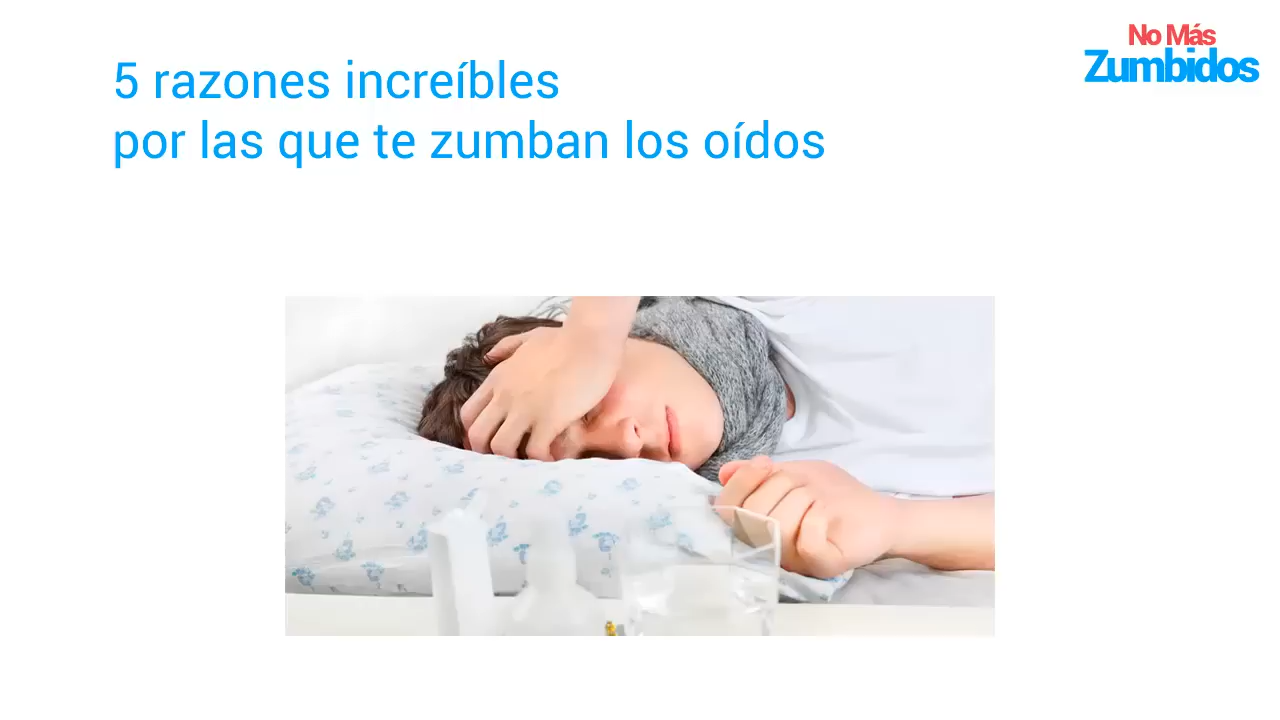 No Más
Zumbidos
5 razones increíbles
por las que te zumban los oídos